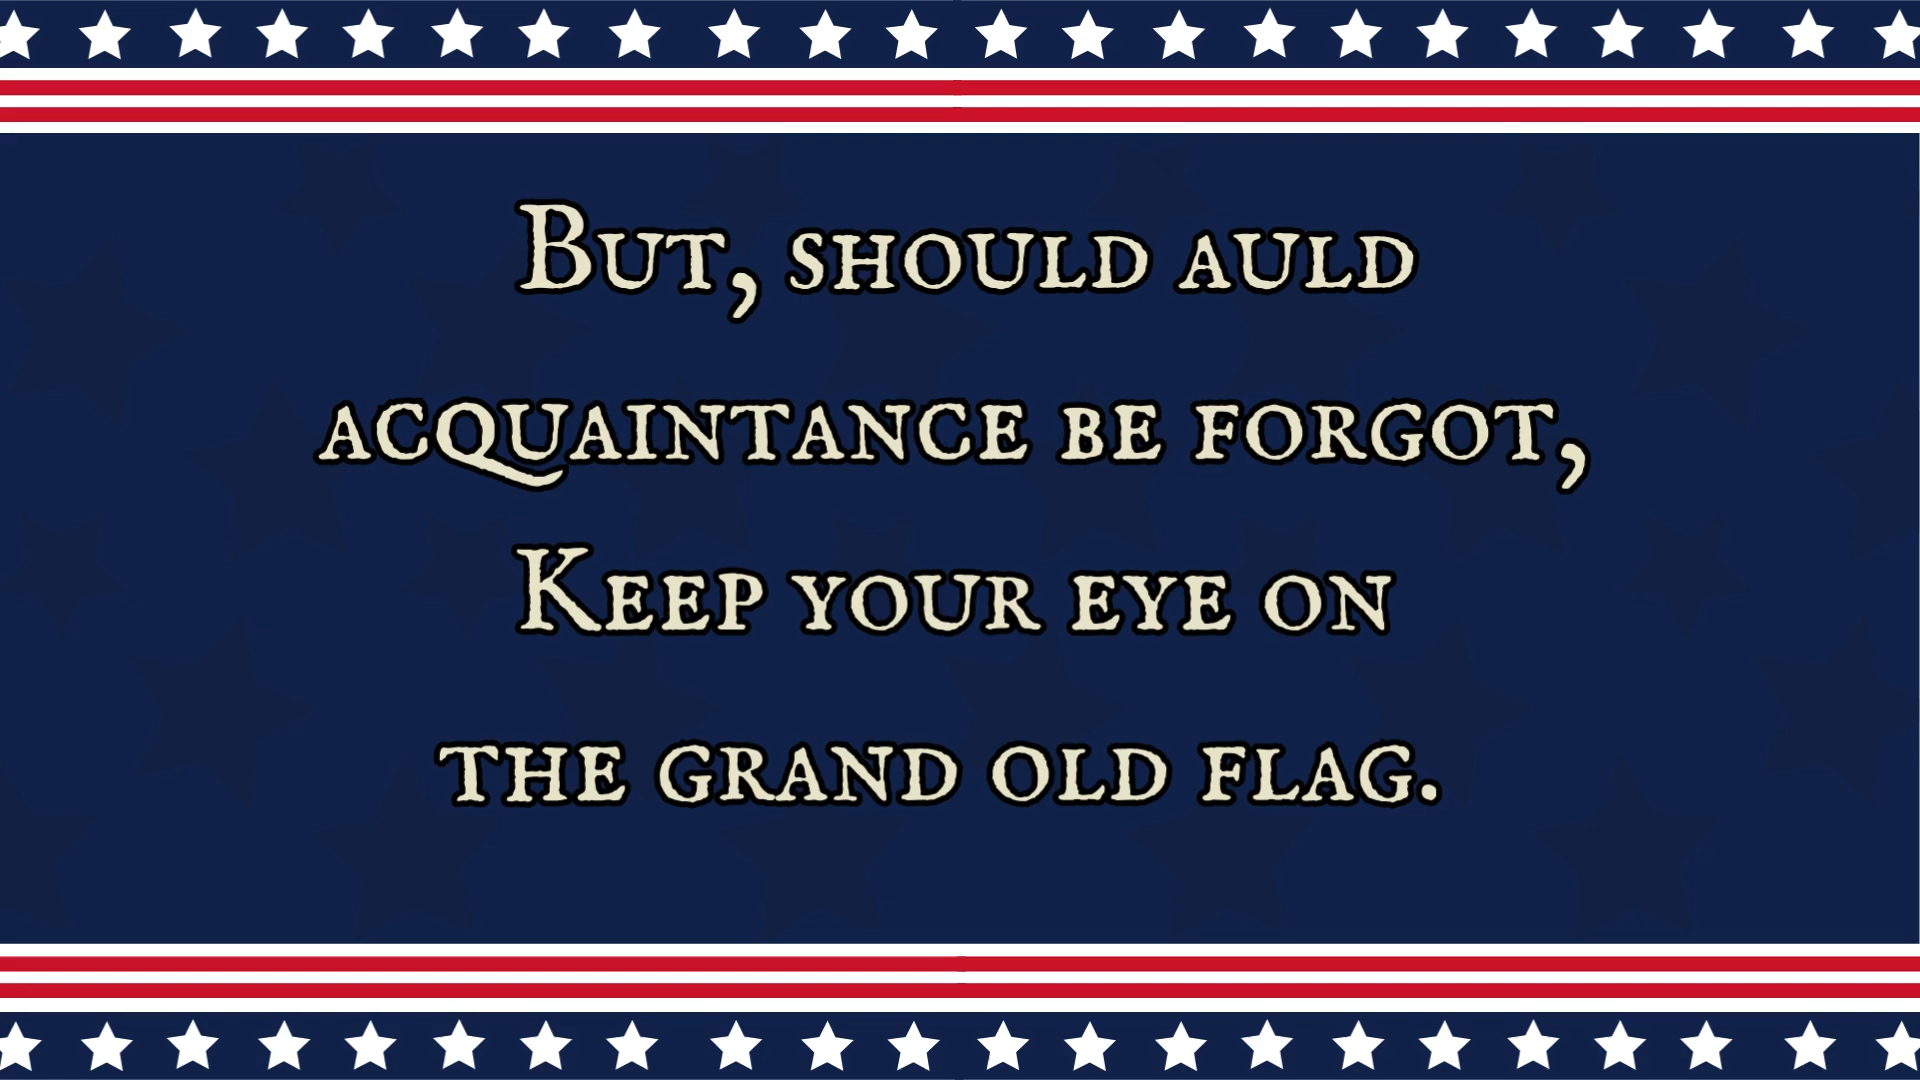 But, should auld
acquaintance be forgot,
Keep your eye on
the grand old flag.